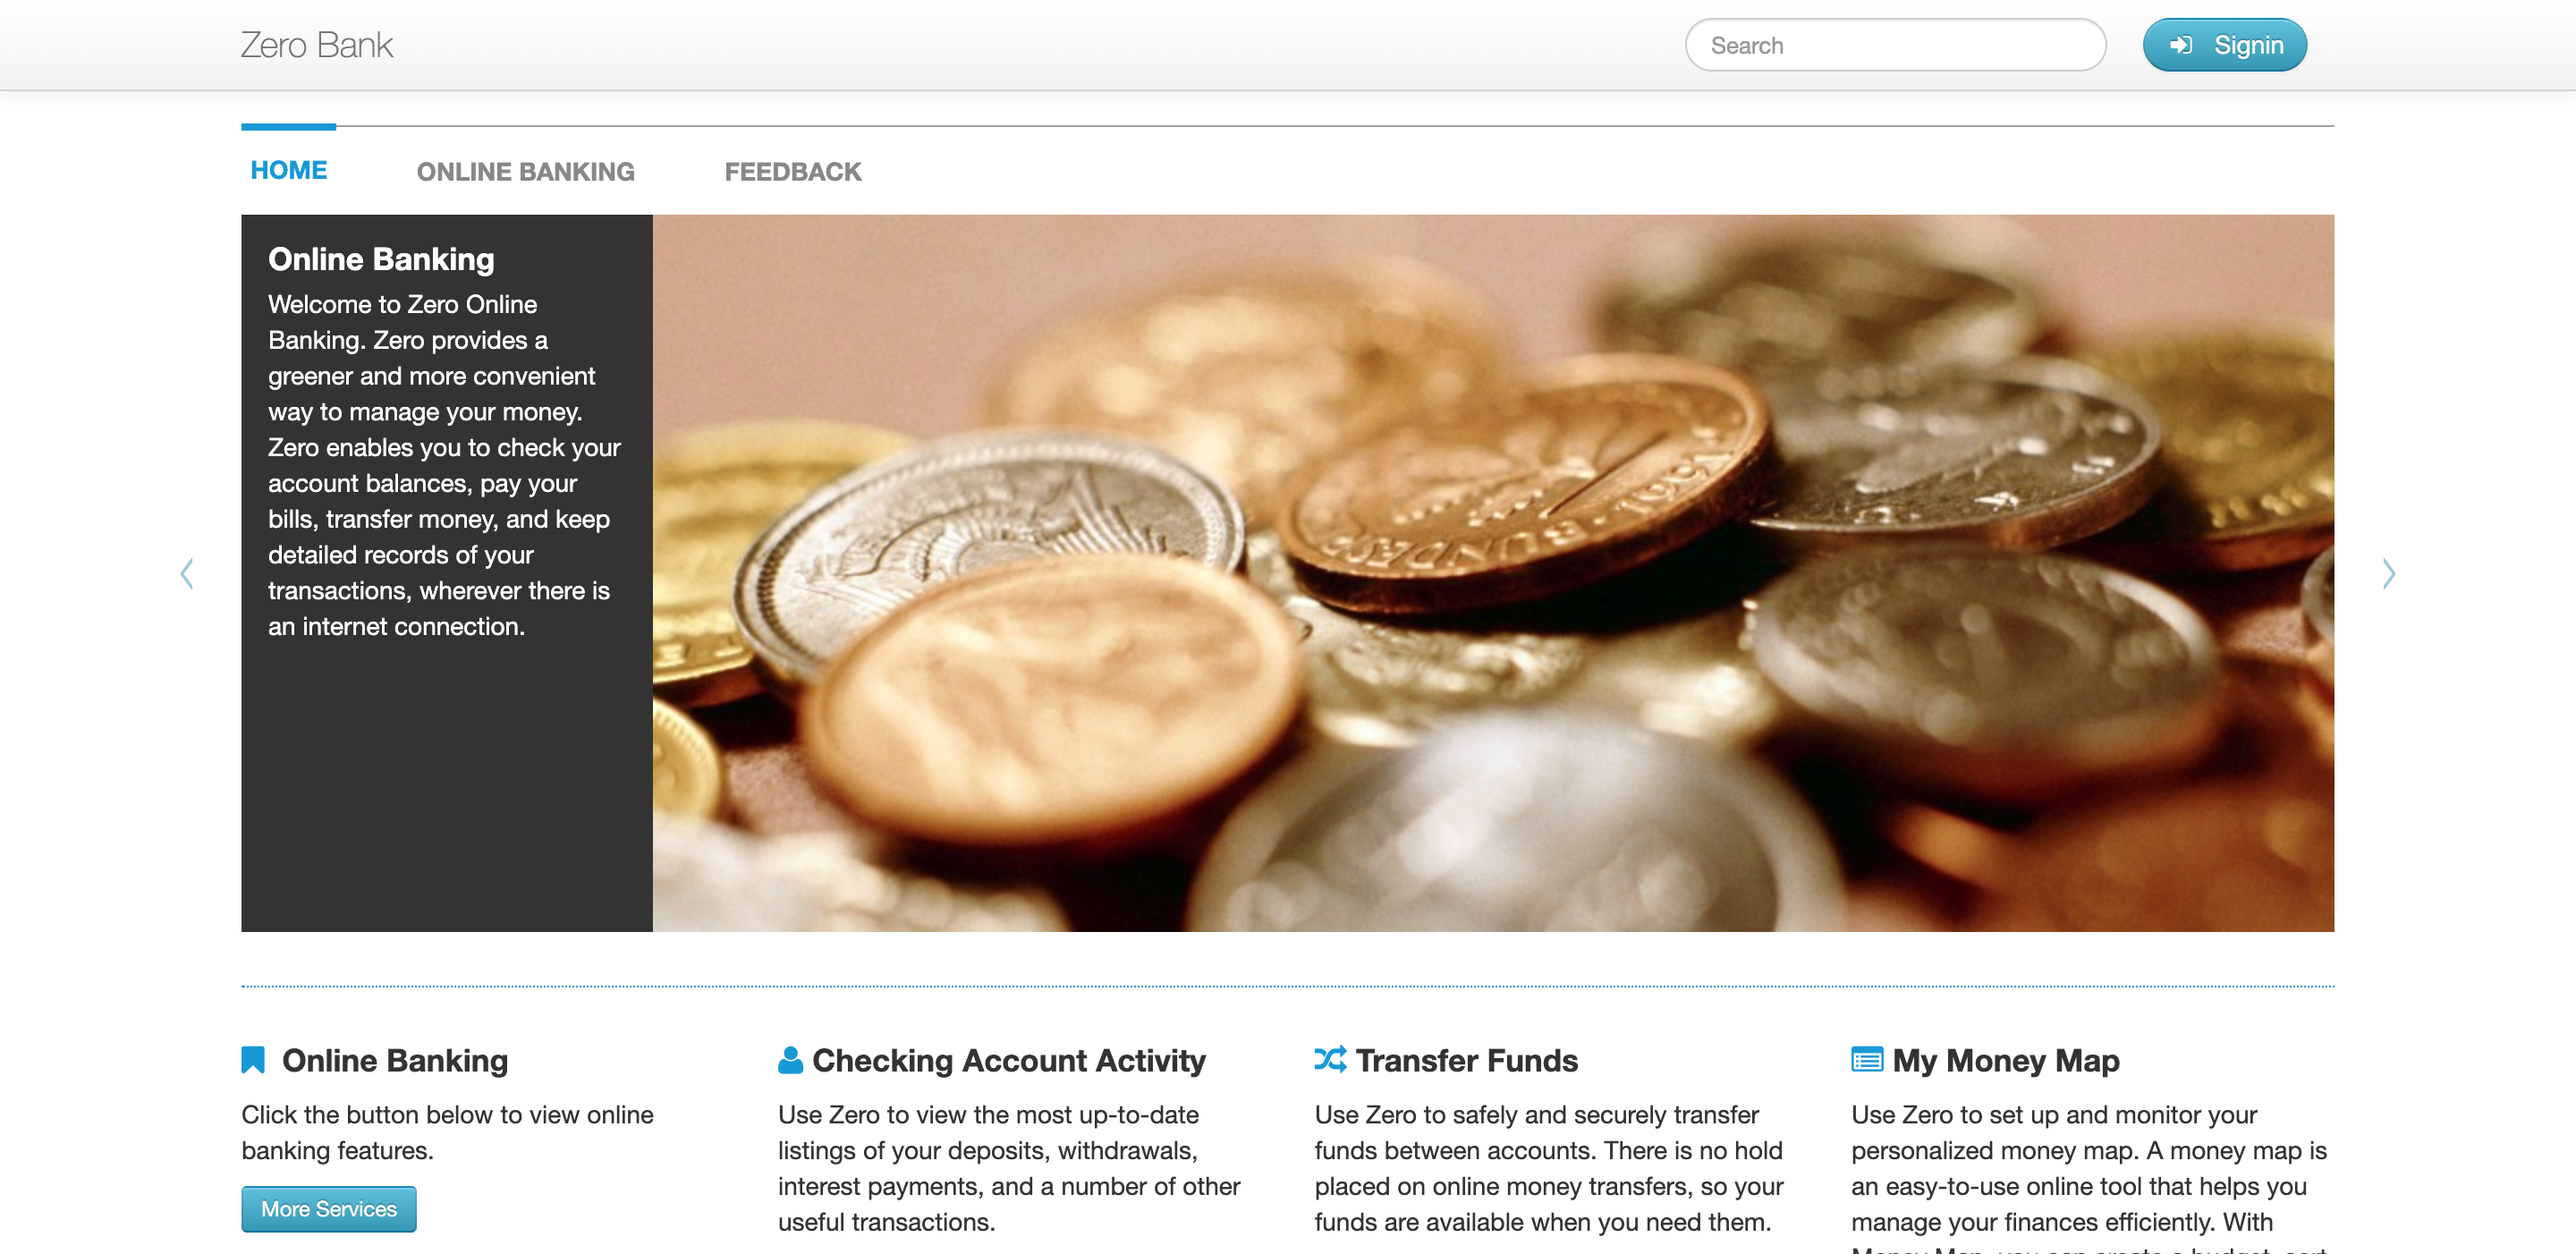 Zero Bank
Search
Signin
HOME
ONLINE BANKING
FEEDBACK
Online Banking
Welcome to Zero Online
Banking. Zero provides a
greener and more convenient
way to manage your money.
Zero enables you to check your
account balances, pay your
bills, transfer money, and keep
detailed records of your
transactions, wherever there is
an internet connection.
Online Banking
Click the button below to view online
banking features.
More Services
Checking Account Activity
Use Zero to view the most up-to-date
listings of your deposits, withdrawals,
interest payments, and a number of other
useful transactions.
Transfer Funds
Use Zero to safely and securely transfer
funds between accounts. There is no hold
placed on online money transfers, so your
funds are available when you need them.
My Money Map
Use Zero to set up and monitor your
personalized money map. A money map is
an easy-to-use online tool that helps you
manage your finances efficiently. With